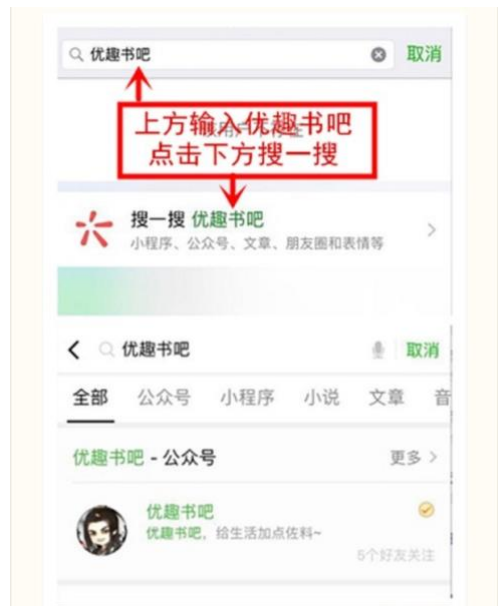 优趣书吧
取消
上方输入优趣书吧
点击下方搜一搜
搜一搜 优趣书吧
小程序、公众号、文章、朋友圈和表情等
优趣书吧
取消
全部 公众号 小程序 小说 文章 音
优趣书吧 - 公众号
更多
优趣书吧
优趣书吧，给生活加点佐料~
5个好友关注